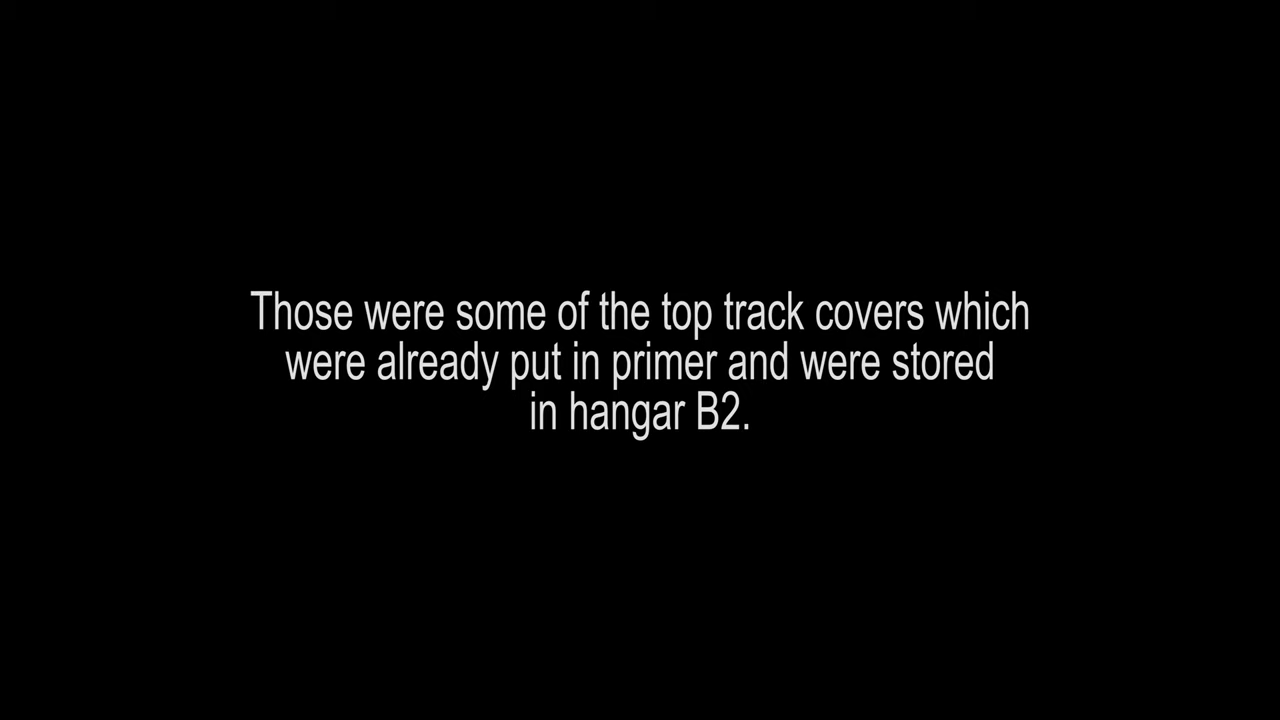 Those were some of the top track covers which
were already put in primer and were stored
in hangar B2.